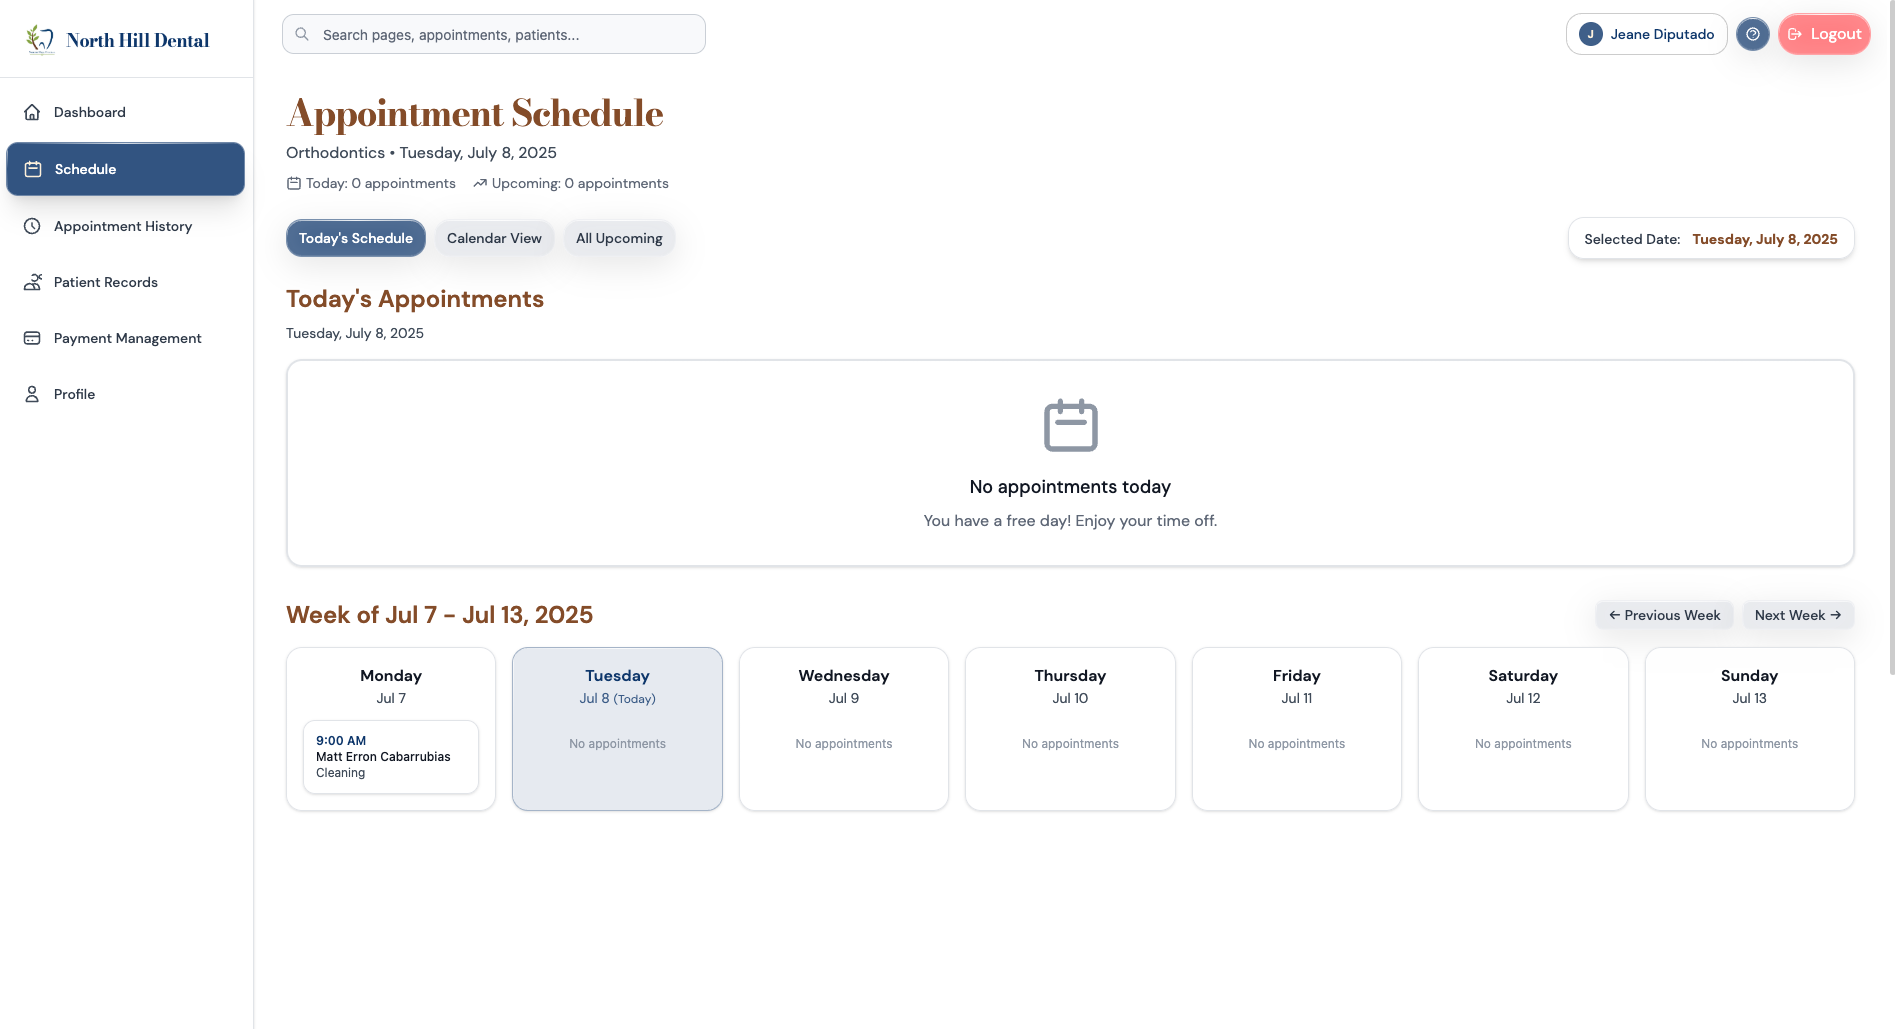 North Hill Dental
Search pages, appointments, patients...
J
Jeane Diputado
Logout
Dashboard
Schedule
Appointment History
Patient Records
Payment Management
Profile
Appointment Schedule
Orthodontics • Tuesday, July 8, 2025
Today: 0 appointments
Upcoming: 0 appointments
Today's Schedule
Calendar View
All Upcoming
Selected Date: Tuesday, July 8, 2025
Today's Appointments
Tuesday, July 8, 2025
No appointments today
You have a free day! Enjoy your time off.
Week of Jul 7 - Jul 13, 2025
← Previous Week
Next Week →
Monday
Jul 7
9:00 AM
Matt Erron Cabarrubias
Cleaning
Tuesday
Jul 8 (Today)
No appointments
Wednesday
Jul 9
No appointments
Thursday
Jul 10
No appointments
Friday
Jul 11
No appointments
Saturday
Jul 12
No appointments
Sunday
Jul 13
No appointments